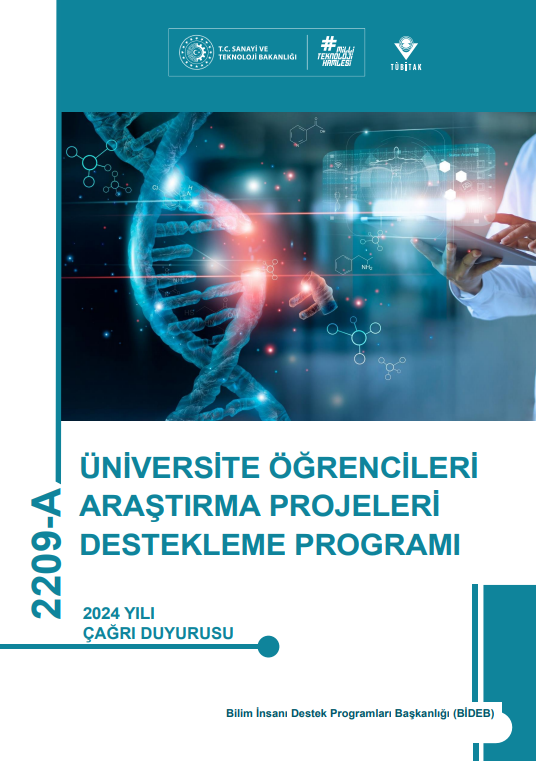 T.C. SANAYİ VE
TEKNOLOJİ BAKANLIĞI
#MİLLİ
TEKNOLOJİ
HAMLESİ
TÜBİTAK
NH₂
2209-A
ÜNİVERSİTE ÖĞRENCİLERİ
ARAŞTIRMA PROJELERİ
DESTEKLEME PROGRAMI
2024 YILI
ÇAĞRI DUYURUSU
Bilim İnsanı Destek Programları Başkanlığı (BİDEB)